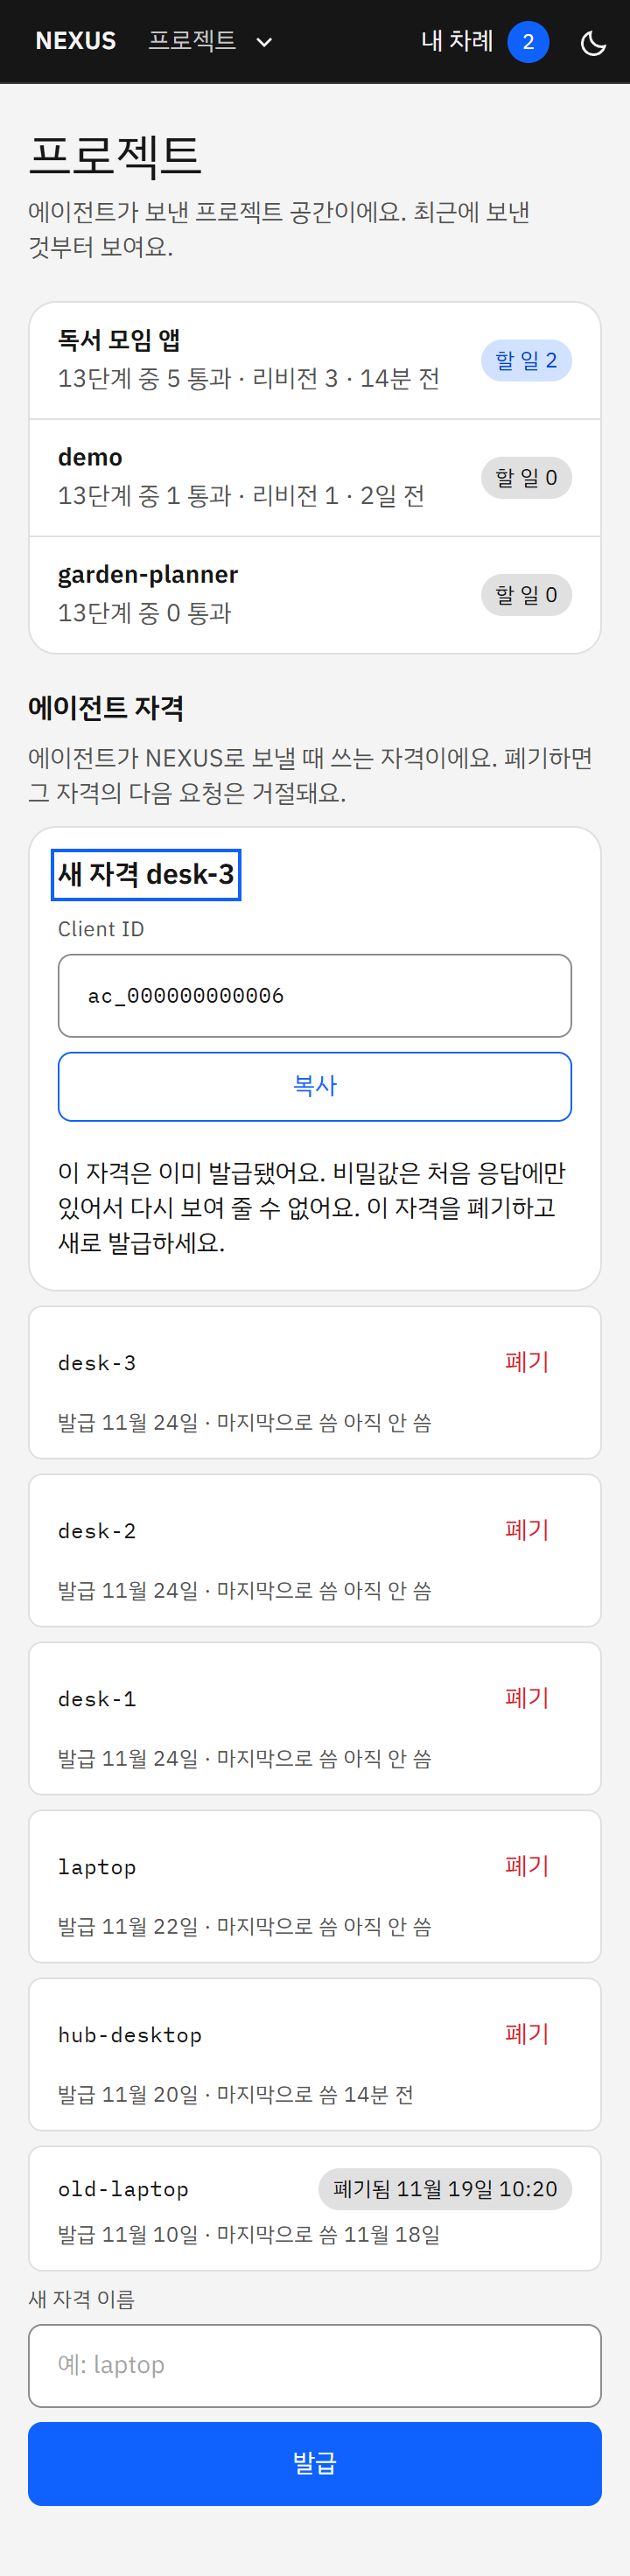 NEXUS 프로젝트 내 차례 2
프로젝트
에이전트가 보낸 프로젝트 공간이에요. 최근에 보낸
것부터 보여요.
독서 모임 앱
13단계 중 5 통과 · 리비전 3 · 14분 전
할 일 2
demo
13단계 중 1 통과 · 리비전 1 · 2일 전
할 일 0
garden-planner
13단계 중 0 통과
할 일 0
에이전트 자격
에이전트가 NEXUS로 보낼 때 쓰는 자격이에요. 폐기하면
그 자격의 다음 요청은 거절돼요.
새 자격 desk-3
Client ID
ac_000000000006
복사
이 자격은 이미 발급됐어요. 비밀값은 처음 응답에만
있어서 다시 보여 줄 수 없어요. 이 자격을 폐기하고
새로 발급하세요.
desk-3 폐기
발급 11월 24일 · 마지막으로 씀 아직 안 씀
desk-2 폐기
발급 11월 24일 · 마지막으로 씀 아직 안 씀
desk-1 폐기
발급 11월 24일 · 마지막으로 씀 아직 안 씀
laptop 폐기
발급 11월 22일 · 마지막으로 씀 아직 안 씀
hub-desktop 폐기
발급 11월 20일 · 마지막으로 씀 14분 전
old-laptop 폐기됨 11월 19일 10:20
발급 11월 10일 · 마지막으로 씀 11월 18일
새 자격 이름
예: laptop
발급